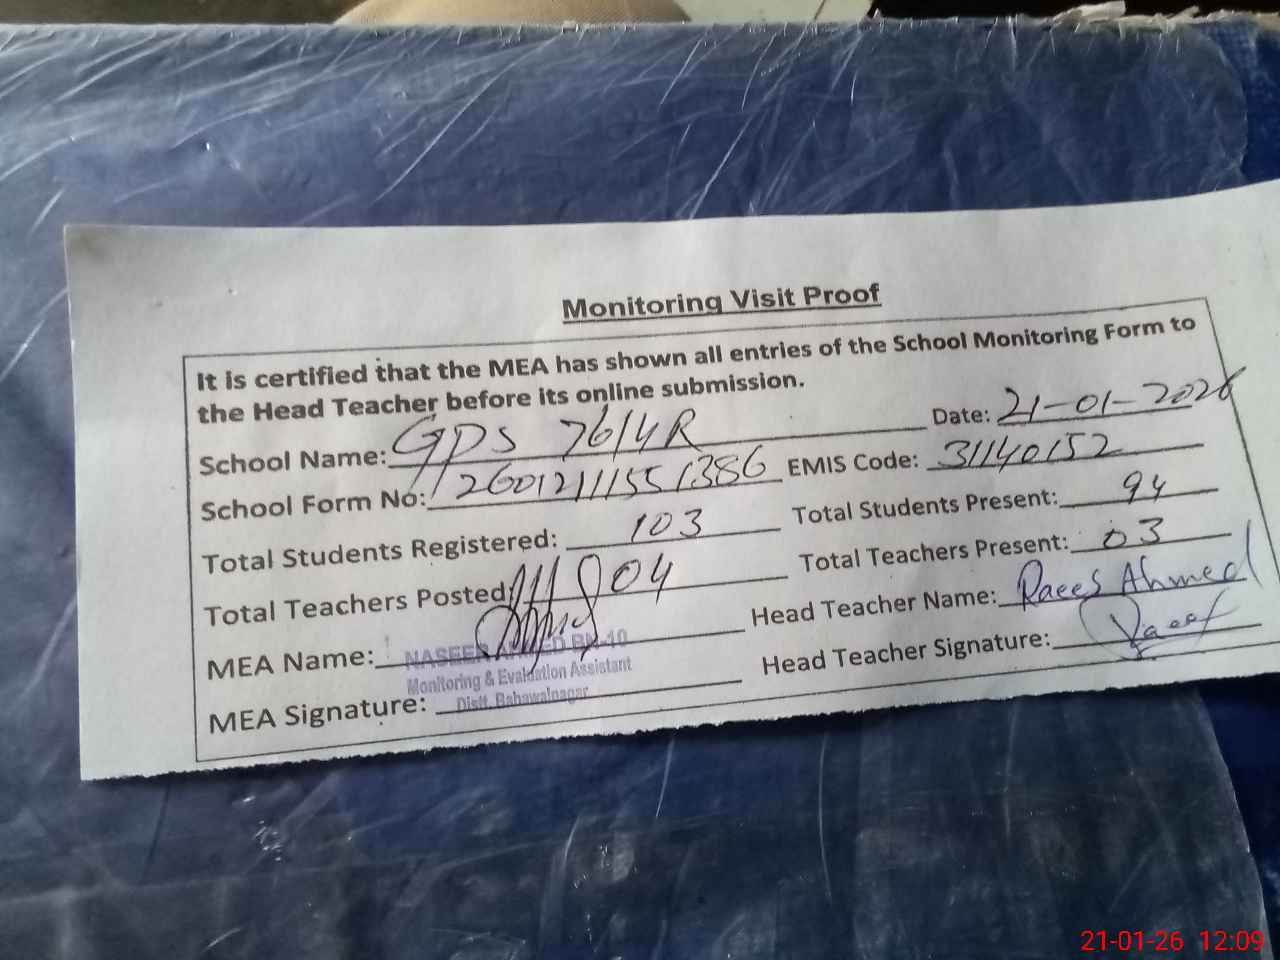 Monitoring Visit Proof
It is certified that the MEA has shown all entries of the School Monitoring Form to
the Head Teacher before its online submission.
School Name: GPS 76/4R Date: 21-01-2026
School Form No: 26012111551386 EMIS Code: 31140152
Total Students Registered: 103 Total Students Present: 94
Total Teachers Posted: 04 Total Teachers Present: 03
MEA Name: Head Teacher Name: Raees Ahmed
NASEER AHMED BN-10
Monitoring & Evaluation Assistant
MEA Signature: Head Teacher Signature:
Distt. Bahawalnagar
21-01-26 12:09